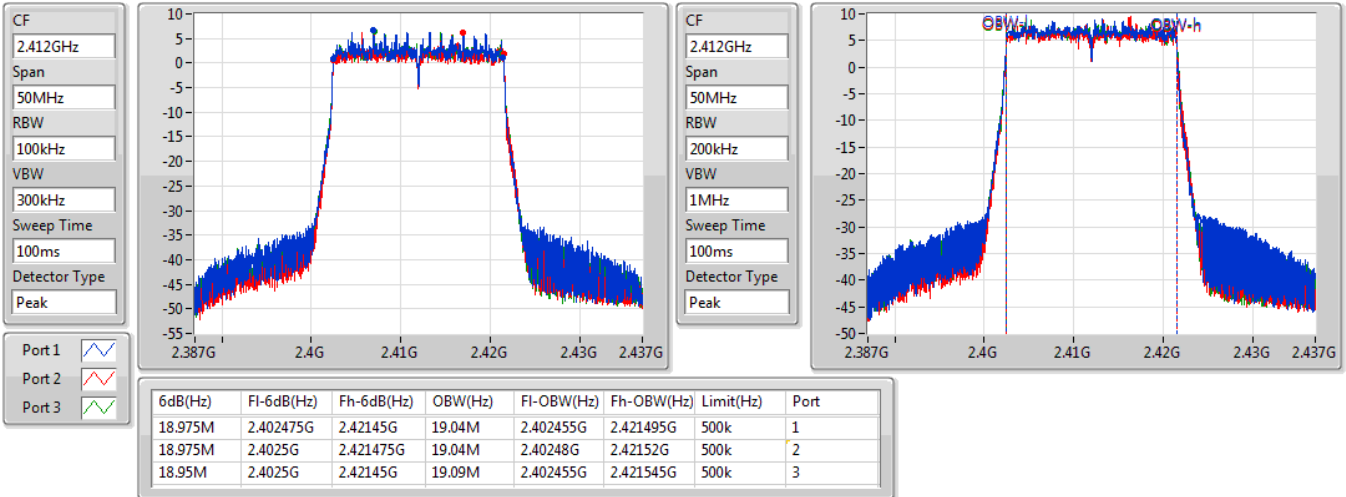 CF
2.412GHz
Span
50MHz
RBW
100kHz
VBW
300kHz
Sweep Time
100ms
Detector Type
Peak
10-
5-
0-
-5-
-10-
-15-
-20-
-25-
-30-
-35-
-40-
-45-
-50-
-55-
2.387G 2.4G 2.41G 2.42G 2.43G 2.437G
CF
2.412GHz
Span
50MHz
RBW
200kHz
VBW
1MHz
Sweep Time
100ms
Detector Type
Peak
OBW-l OBW-h
10-
5-
0-
-5-
-10-
-15-
-20-
-25-
-30-
-35-
-40-
-45-
-50-
2.387G 2.4G 2.41G 2.42G 2.43G 2.437G
Port 1
Port 2
Port 3
6dB(Hz) Fl-6dB(Hz) Fh-6dB(Hz) OBW(Hz) Fl-OBW(Hz) Fh-OBW(Hz) Limit(Hz) Port
18.975M 2.402475G 2.42145G 19.04M 2.402455G 2.421495G 500k 1
18.975M 2.4025G 2.421475G 19.04M 2.40248G 2.42152G 500k 2
18.95M 2.4025G 2.42145G 19.09M 2.402455G 2.421545G 500k 3